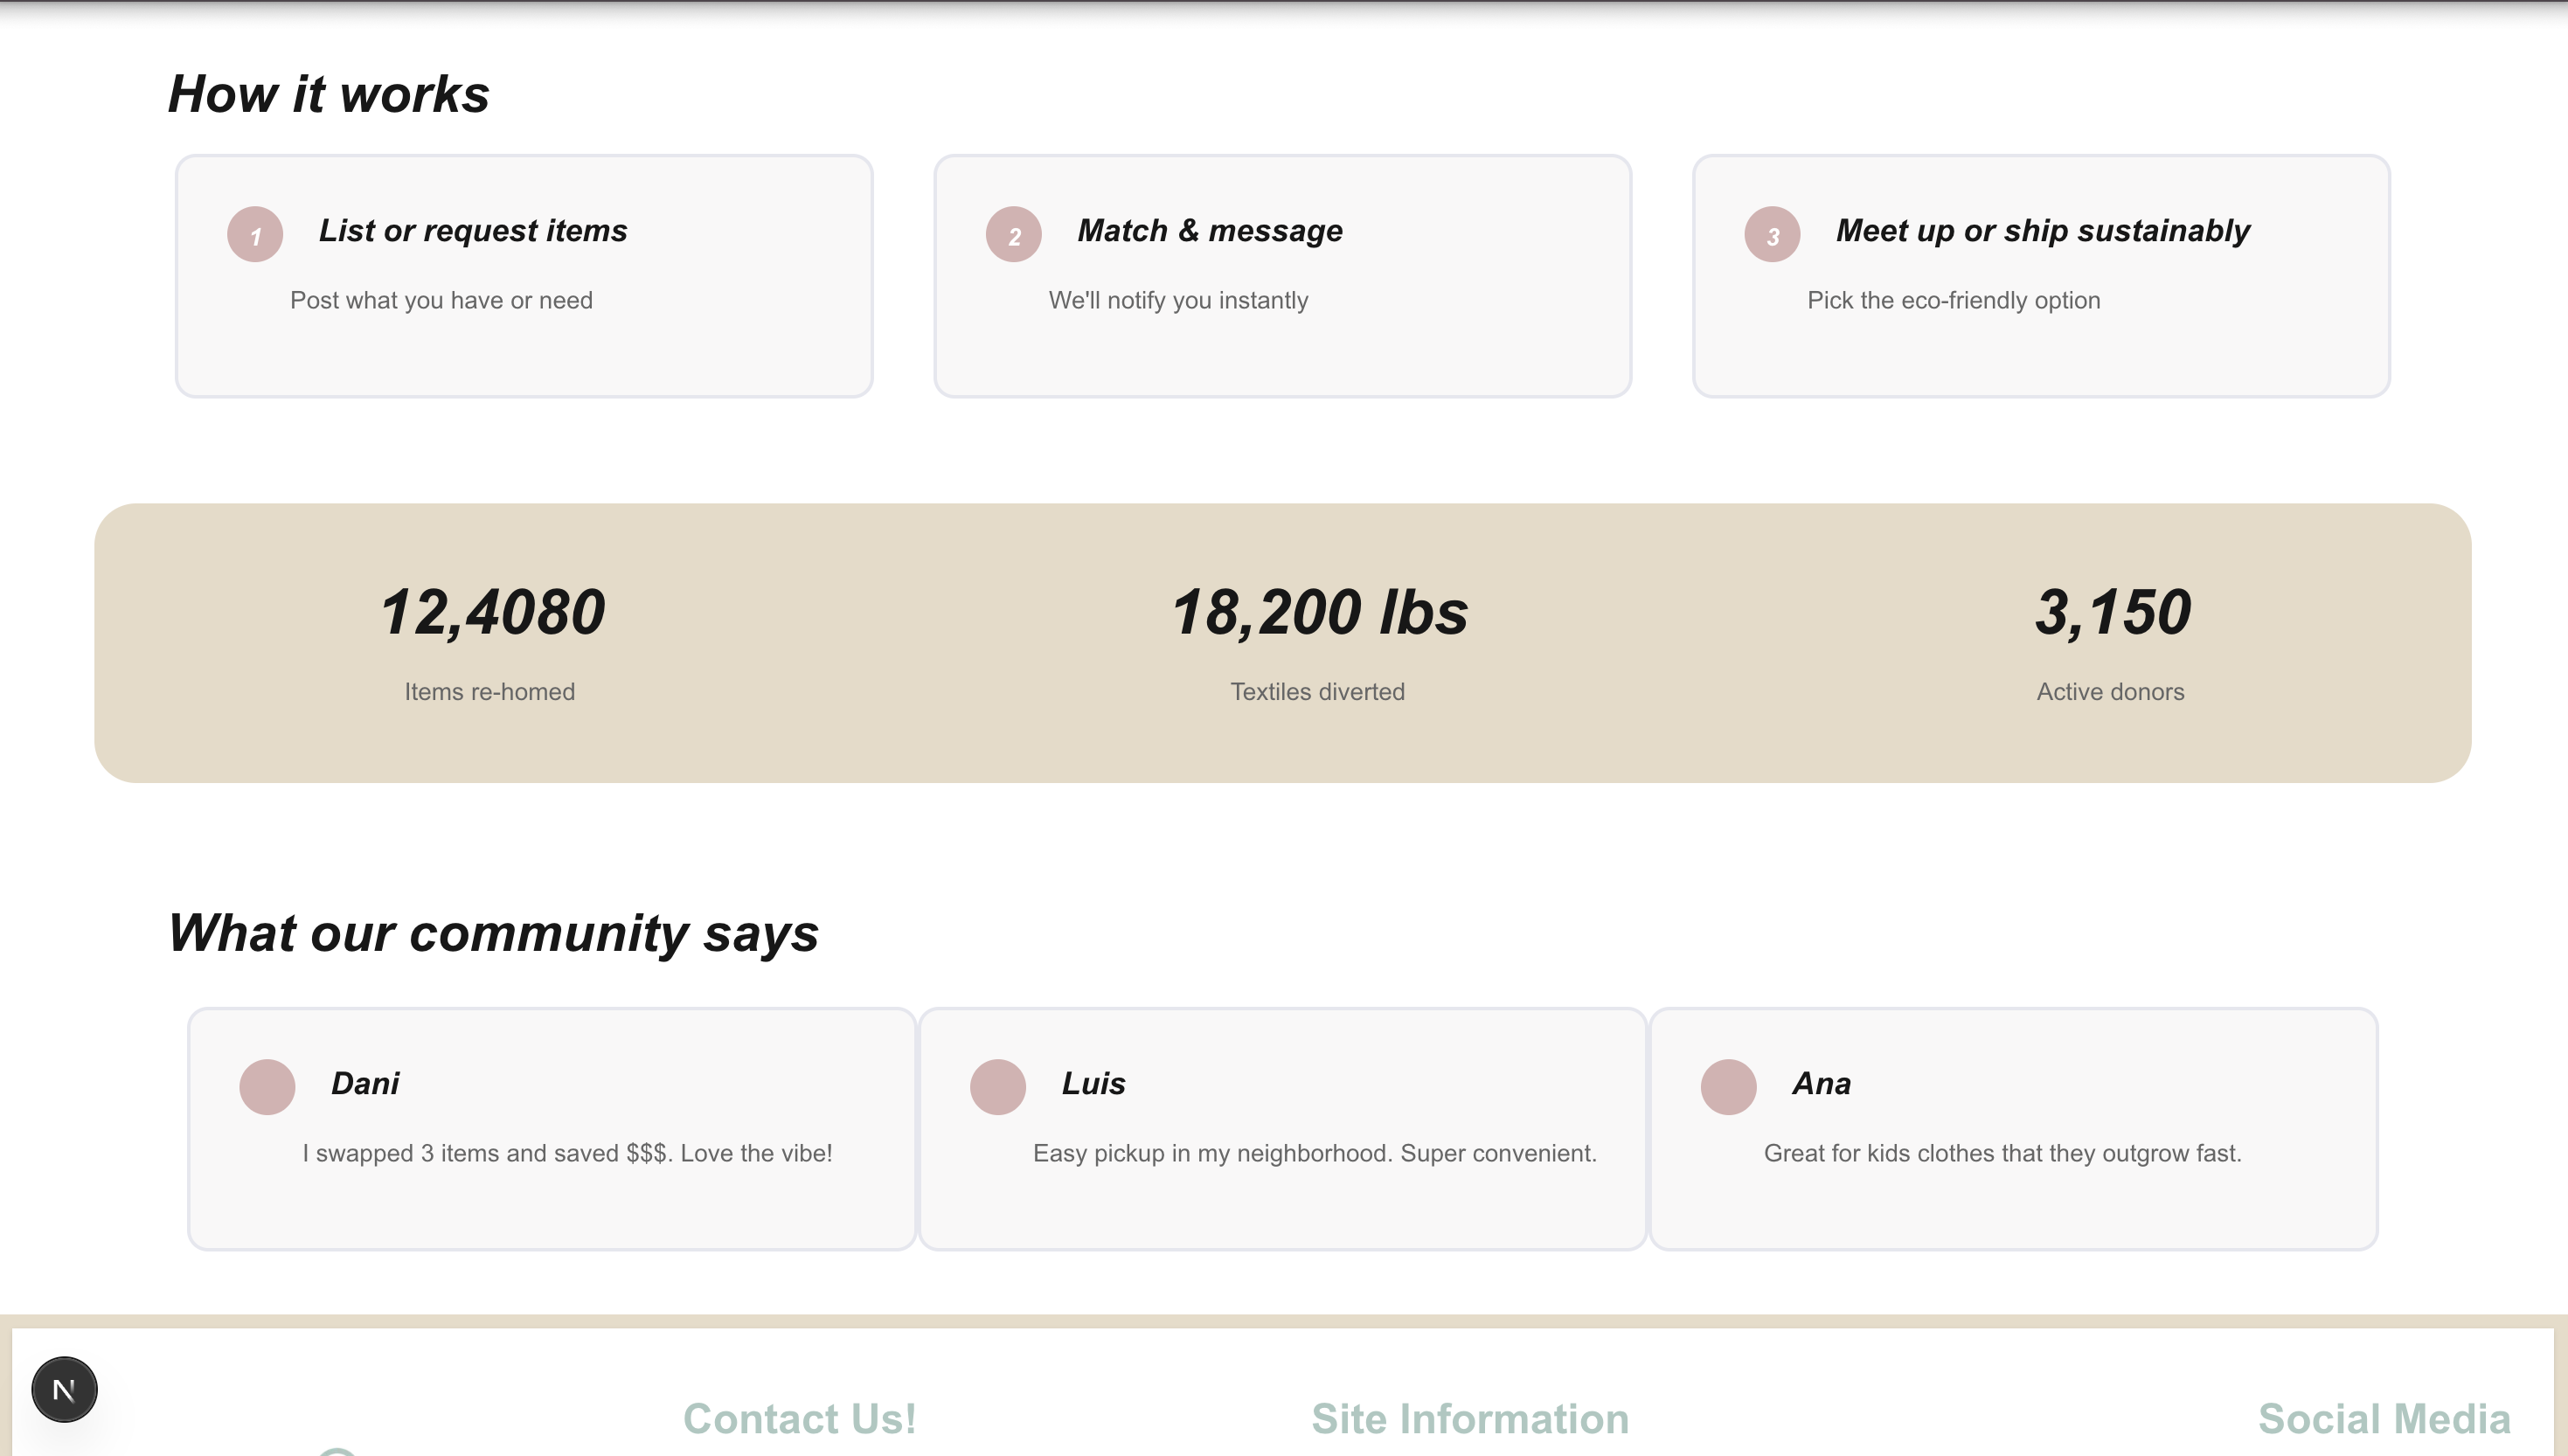 How it works
1 List or request items
Post what you have or need
2 Match & message
We'll notify you instantly
3 Meet up or ship sustainably
Pick the eco-friendly option
12,4080
Items re-homed
18,200 lbs
Textiles diverted
3,150
Active donors
What our community says
Dani
I swapped 3 items and saved $$$. Love the vibe!
Luis
Easy pickup in my neighborhood. Super convenient.
Ana
Great for kids clothes that they outgrow fast.
N
Contact Us!
Site Information
Social Media